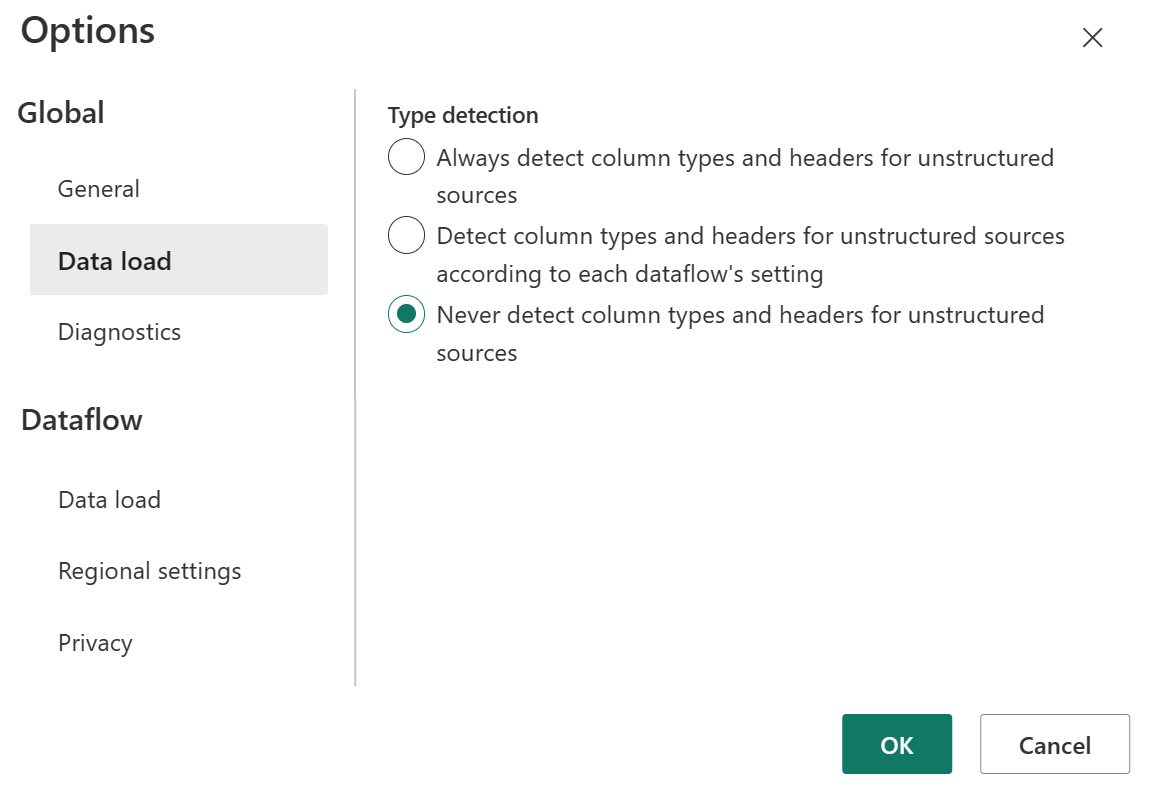 Options
Global
General
Data load
Diagnostics
Dataflow
Data load
Regional settings
Privacy
Type detection
Always detect column types and headers for unstructured
sources
Detect column types and headers for unstructured sources
according to each dataflow's setting
Never detect column types and headers for unstructured
sources
OK
Cancel